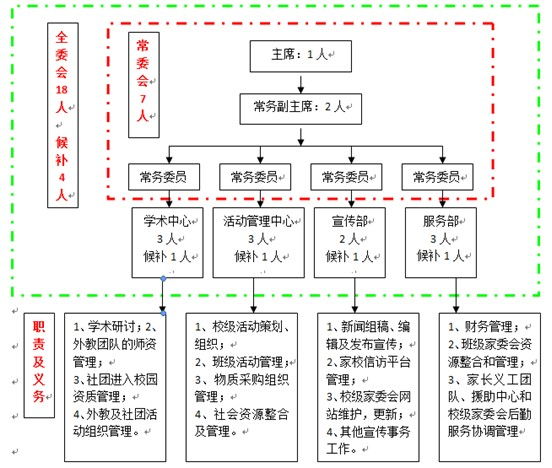 全委会18人 候补4人
常委会7人
主席：1人
常务副主席：2人
常务委员
常务委员
常务委员
常务委员
学术中心
3人
候补1人
活动管理中心
3人
候补1人
宣传部
2人
候补1人
服务部
3人
候补1人
职责及义务
1、学术研讨；2、
外教团队的师资
管理；
3、社团进入校园
资质管理；
4、外教及社团活
动组织管理。
1、校级活动策划、
组织；
2、班级活动管理；
3、物质采购组织
管理；
4、社会资源整合
及管理。
1、新闻组稿、编
辑及发布宣传；
2、家校信访平台
管理；
3、校级家委会网
站维护，更新；
4、其他宣传事务
工作。
1、财务管理；
2、班级家委会资
源整合和管理；
3、家长义工团
队、援助中心和
校级家委会后勤
服务协调管理